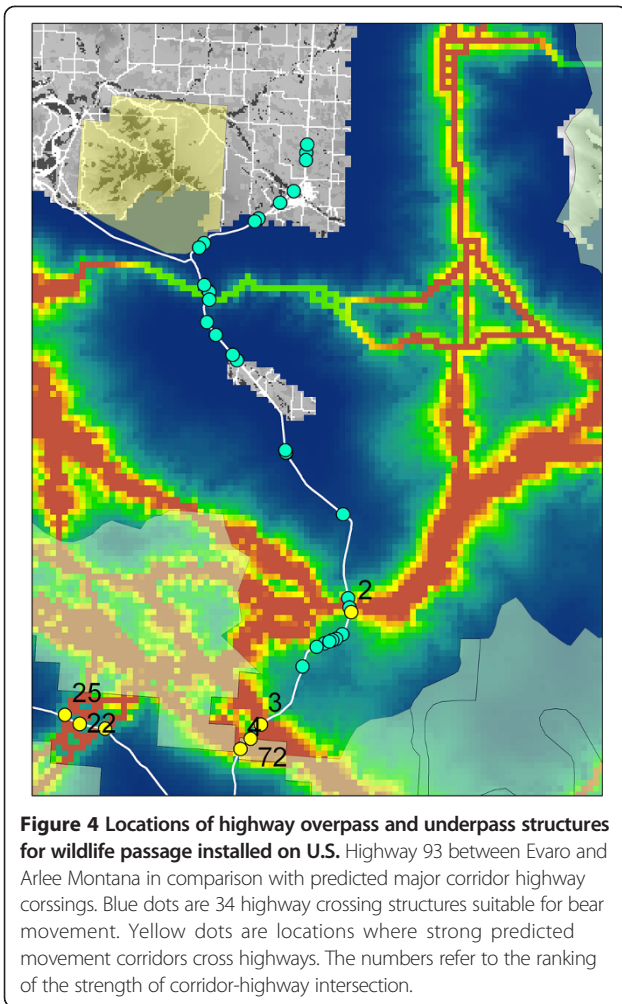 2
3
25
4
22
72
Figure 4 Locations of highway overpass and underpass structures
for wildlife passage installed on U.S. Highway 93 between Evaro and
Arlee Montana in comparison with predicted major corridor highway
corssings. Blue dots are 34 highway crossing structures suitable for bear
movement. Yellow dots are locations where strong predicted
movement corridors cross highways. The numbers refer to the ranking
of the strength of corridor-highway intersection.